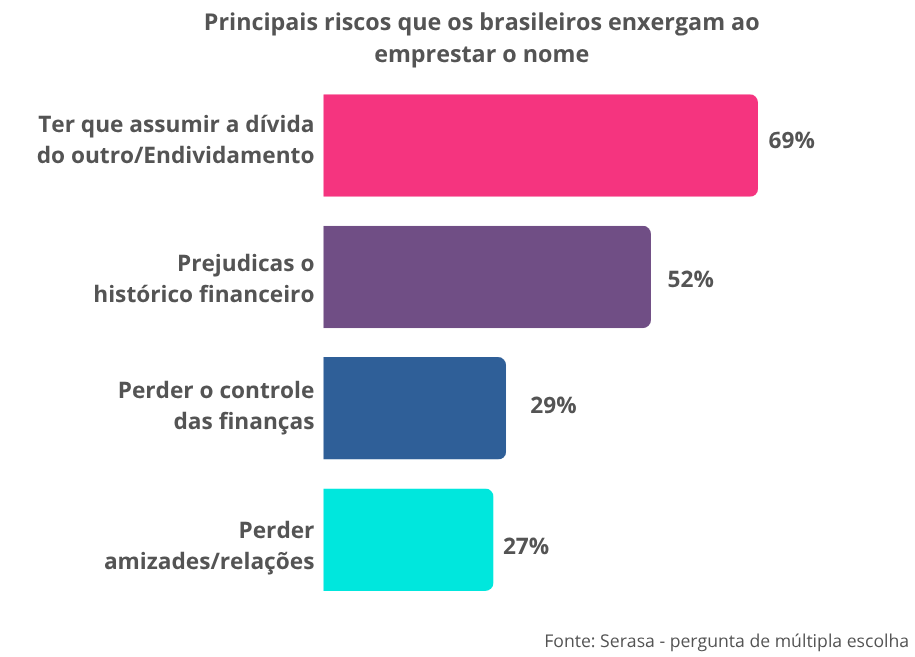 Principais riscos que os brasileiros enxergam ao
emprestar o nome
Ter que assumir a dívida
do outro/Endividamento
69%
Prejudicas o
histórico financeiro
52%
Perder o controle
das finanças
29%
Perder
amizades/relações
27%
Fonte: Serasa - pergunta de múltipla escolha